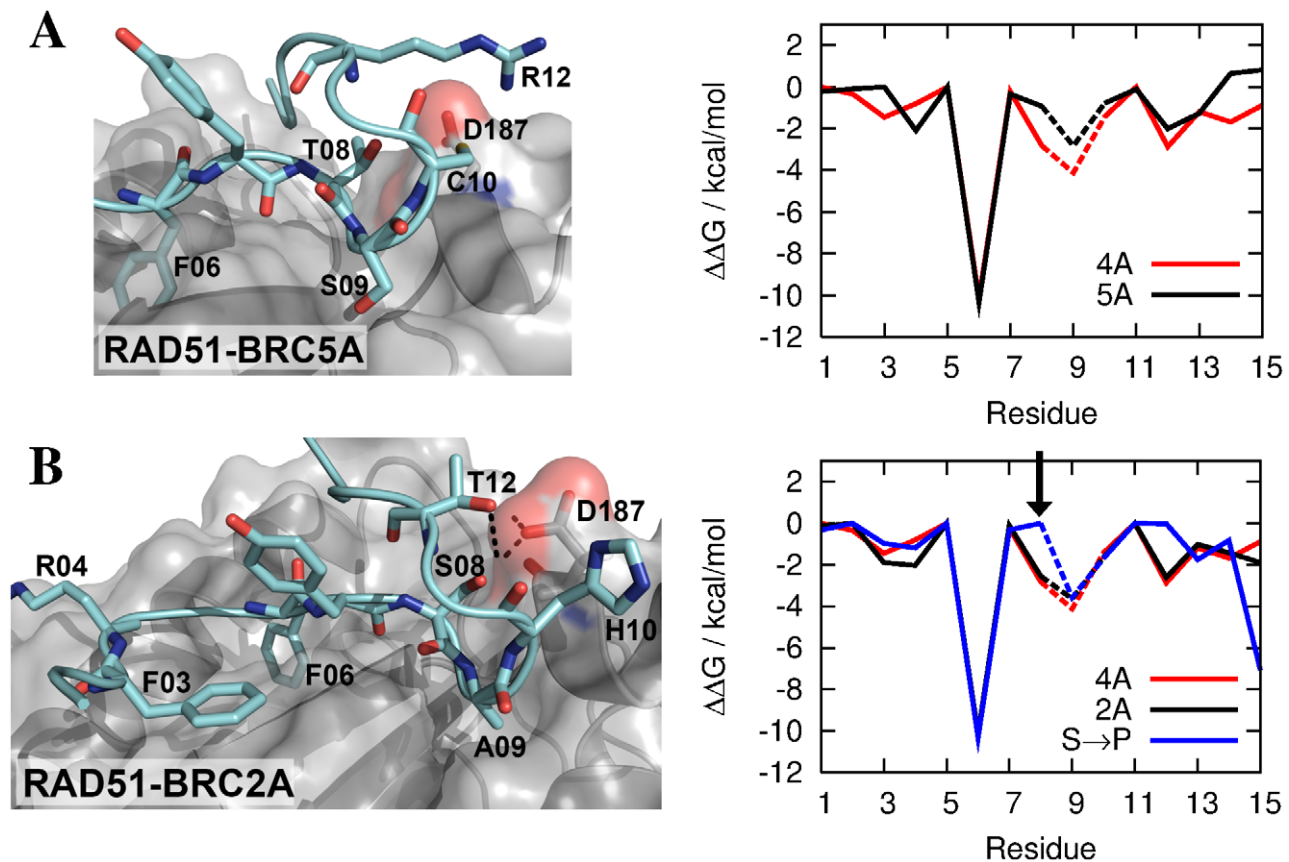 A
R12
D187
T08
C10
F06
S09
RAD51-BRC5A
2
0
-2
-4
-6
-8
-10
-12
ΔΔG / kcal/mol
4A
5A
1 3 5 7 9 11 13 15
Residue
B
T12
D187
R04
S08
H10
F03
F06
A09
RAD51-BRC2A
2
0
-2
-4
-6
-8
-10
-12
ΔΔG / kcal/mol
4A
2A
S→P
1 3 5 7 9 11 13 15
Residue